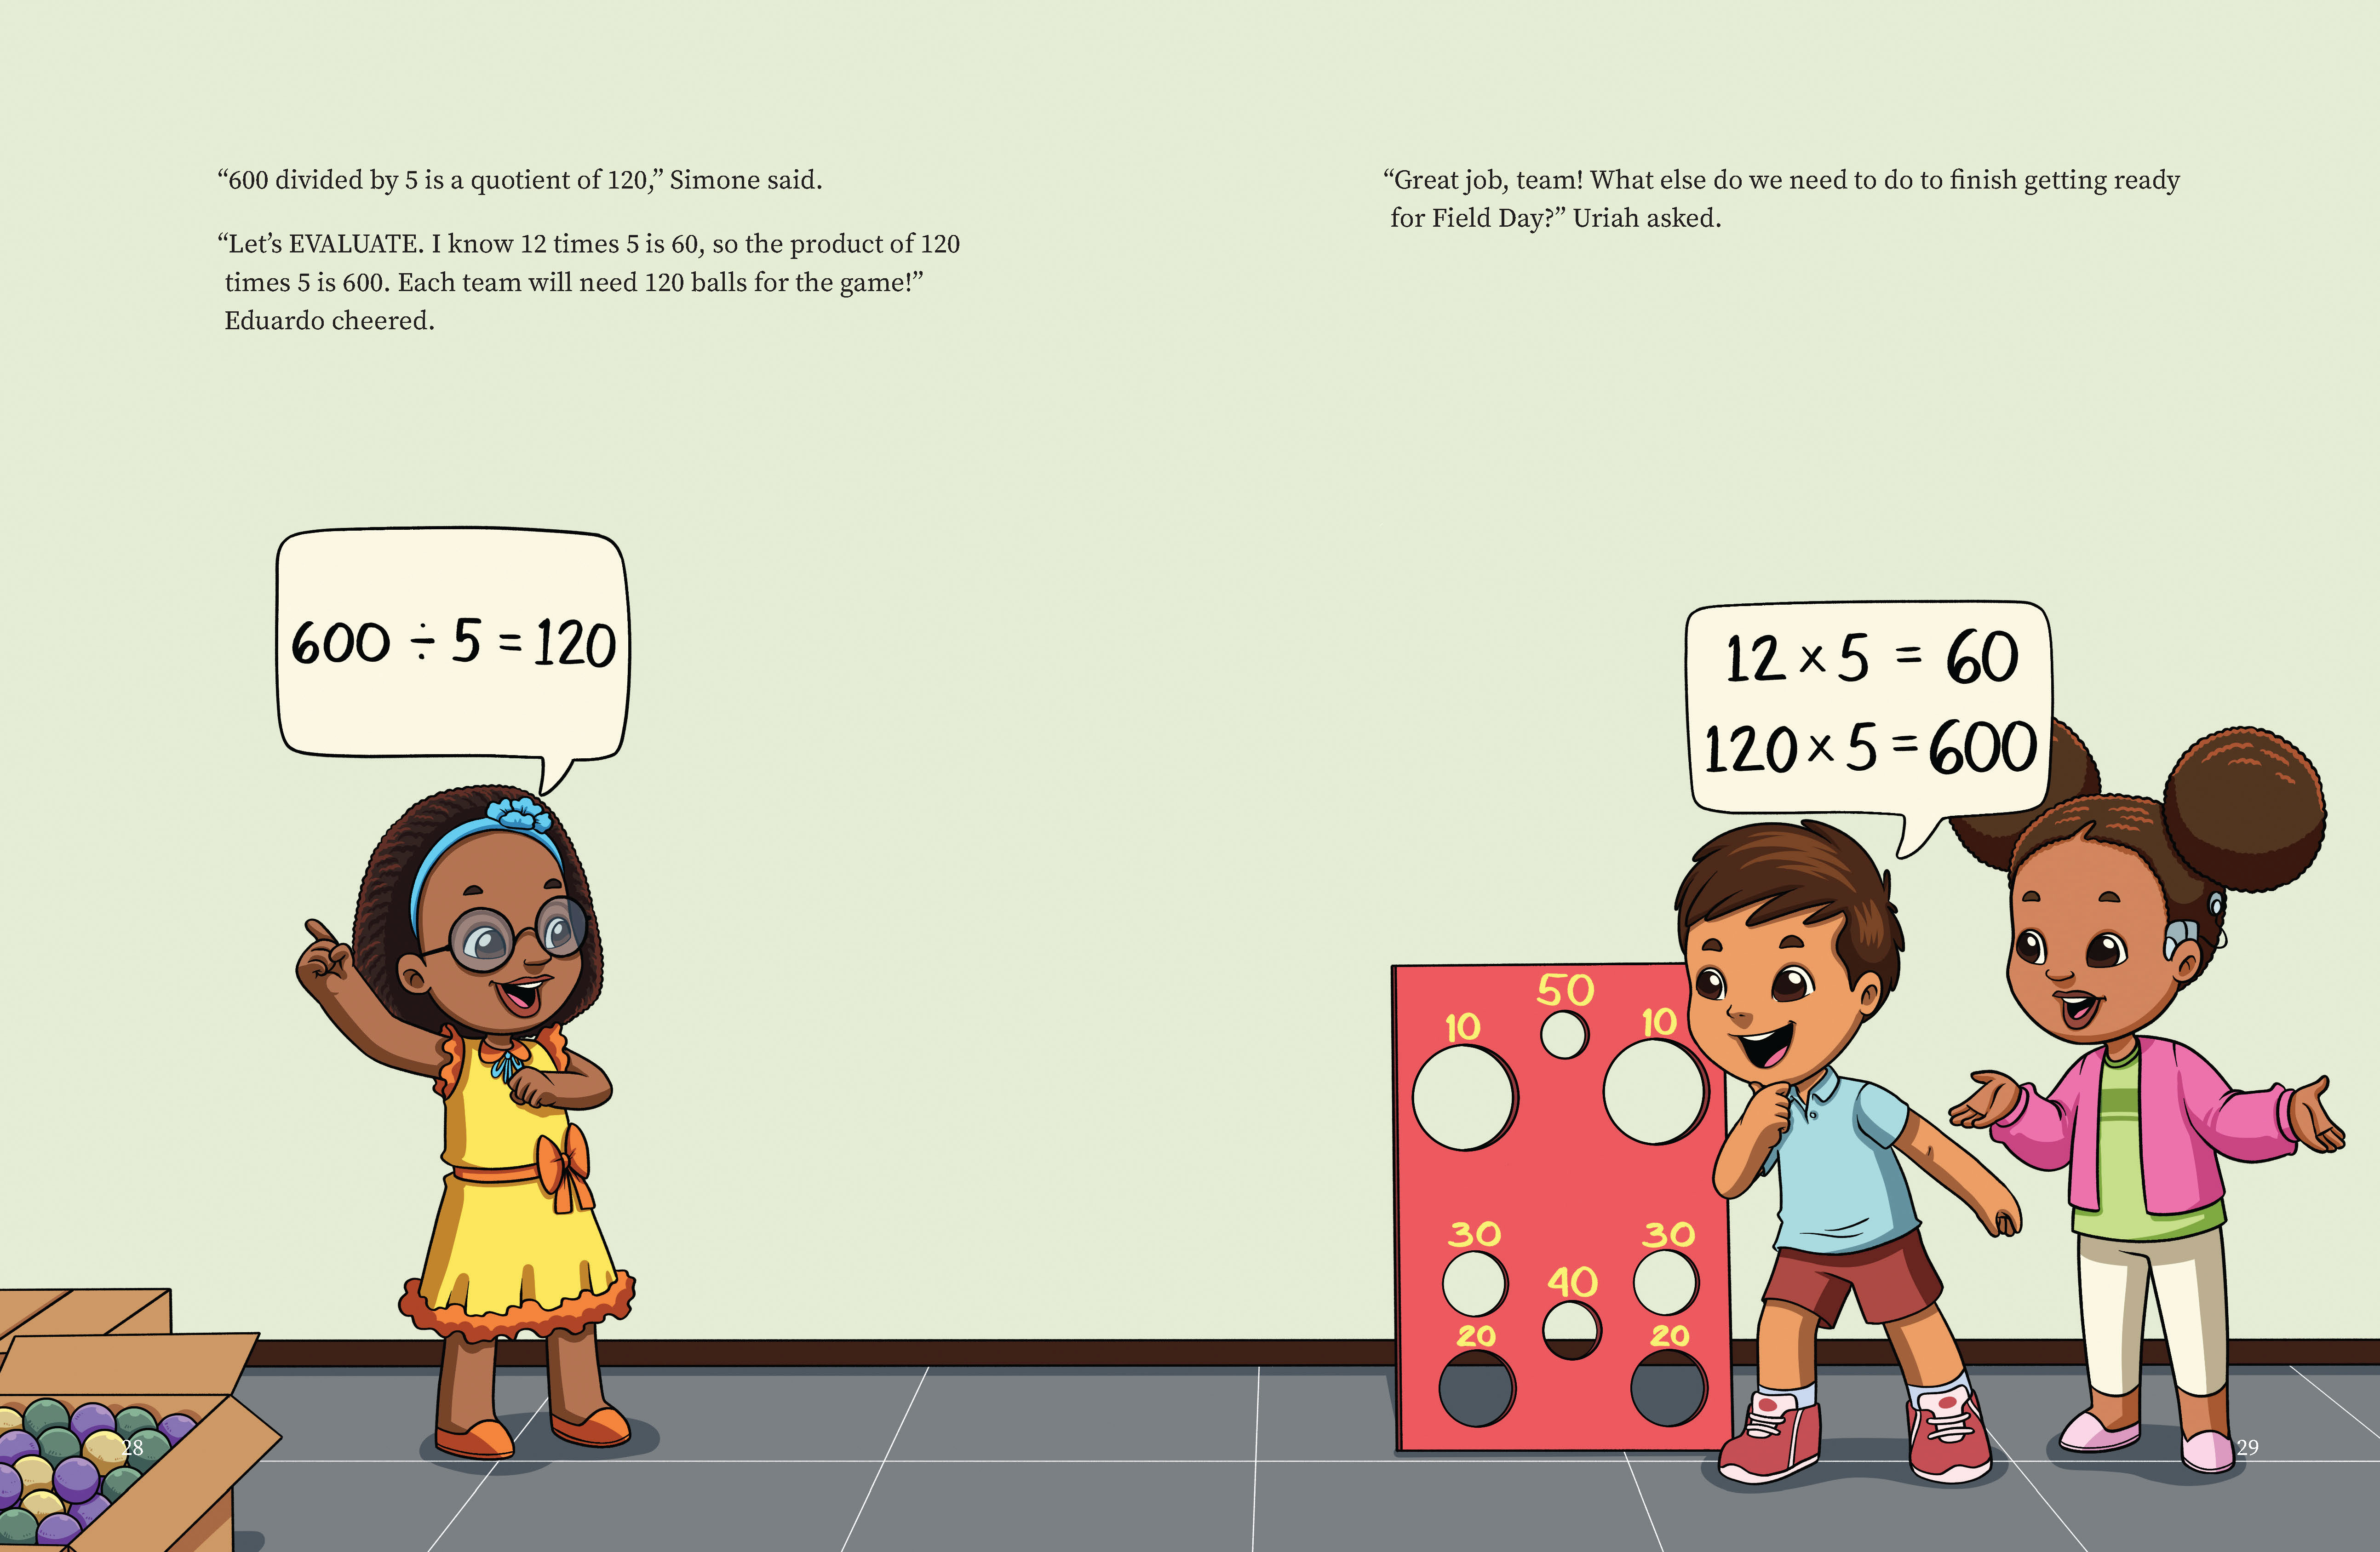 “600 divided by 5 is a quotient of 120,” Simone said.
“Let’s EVALUATE. I know 12 times 5 is 60, so the product of 120
times 5 is 600. Each team will need 120 balls for the game!”
Eduardo cheered.
600 ÷ 5 = 120
28
“Great job, team! What else do we need to do to finish getting ready
for Field Day?” Uriah asked.
12 × 5 = 60
120 × 5 = 600
50
10 10
30 30
40
20 20
29